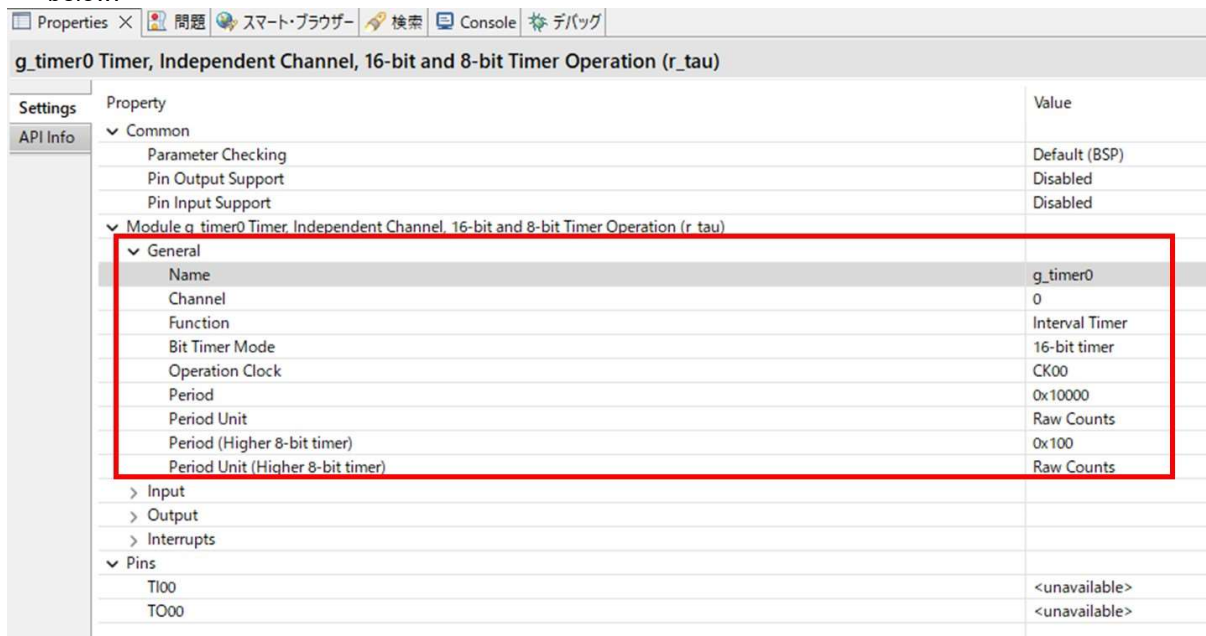 below.
Properties × 問題 スマート・ブラウザー 検索 Console デバッグ
g_timer0 Timer, Independent Channel, 16-bit and 8-bit Timer Operation (r_tau)
Settings
API Info
Property Value
Common
Parameter Checking Default (BSP)
Pin Output Support Disabled
Pin Input Support Disabled
Module g_timer0 Timer, Independent Channel, 16-bit and 8-bit Timer Operation (r_tau)
General
Name g_timer0
Channel 0
Function Interval Timer
Bit Timer Mode 16-bit timer
Operation Clock CK00
Period 0x10000
Period Unit Raw Counts
Period (Higher 8-bit timer) 0x100
Period Unit (Higher 8-bit timer) Raw Counts
Input
Output
Interrupts
Pins
TI00 <unavailable>
TO00 <unavailable>